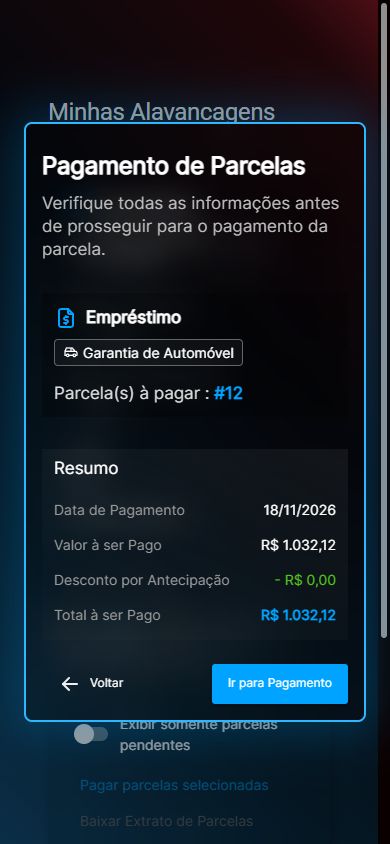 Minhas Alavancagens
Pagamento de Parcelas
Verifique todas as informações antes
de prosseguir para o pagamento da
parcela.
Empréstimo
Garantia de Automóvel
Parcela(s) à pagar : #12
Resumo
Data de Pagamento 18/11/2026
Valor à ser Pago R$ 1.032,12
Desconto por Antecipação - R$ 0,00
Total à ser Pago R$ 1.032,12
Voltar Ir para Pagamento
Exibir somente parcelas
pendentes
Pagar parcelas selecionadas
Baixar Extrato de Parcelas